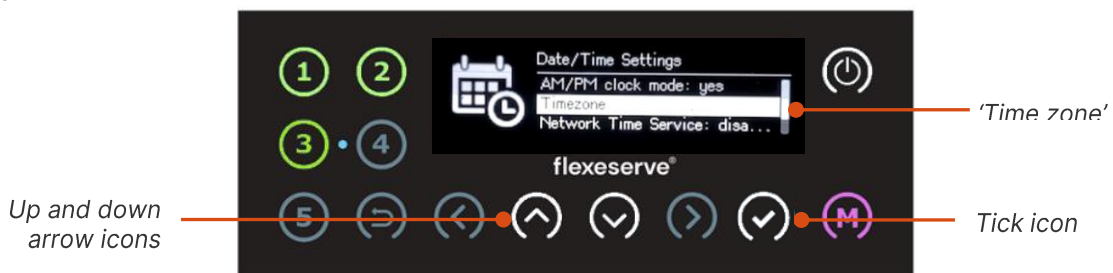 1
2
Date/Time Settings
AM/PM clock mode: yes
Timezone
Network Time Service: disa...
'Time zone'
3
4
flexeserve®
Up and down
arrow icons
5
M
Tick icon